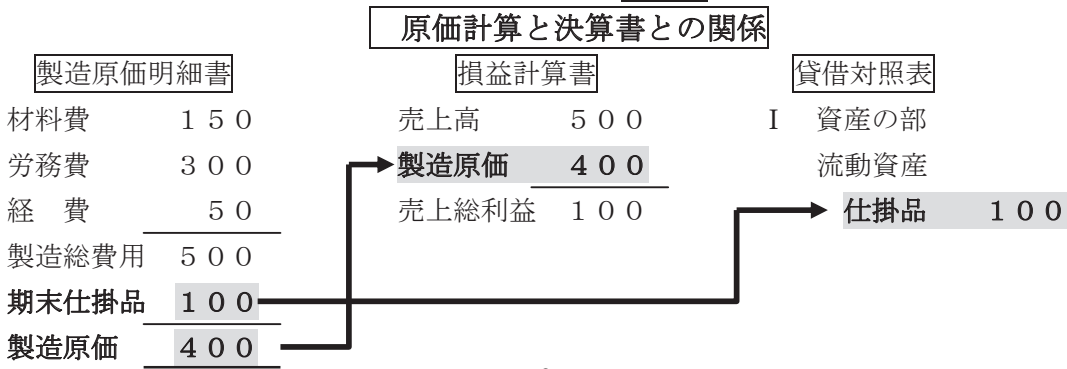 原価計算と決算書との関係
製造原価明細書
材料費 150
労務費 300
経 費 50
製造総費用 500
期末仕掛品 100
製造原価 400
損益計算書
売上高 500
製造原価 400
売上総利益 100
貸借対照表
I 資産の部
流動資産
仕掛品 100